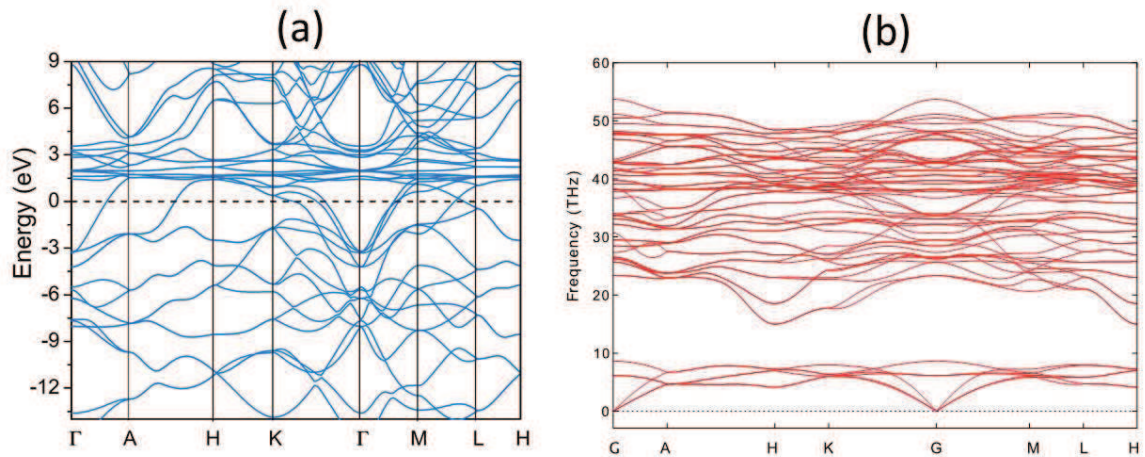 (a)
(b)
Energy (eV)
9
6
3
0
-3
-6
-9
-12
Γ A H K Γ M L H
Frequency (THz)
60
50
40
30
20
10
0
G A H K G M L H